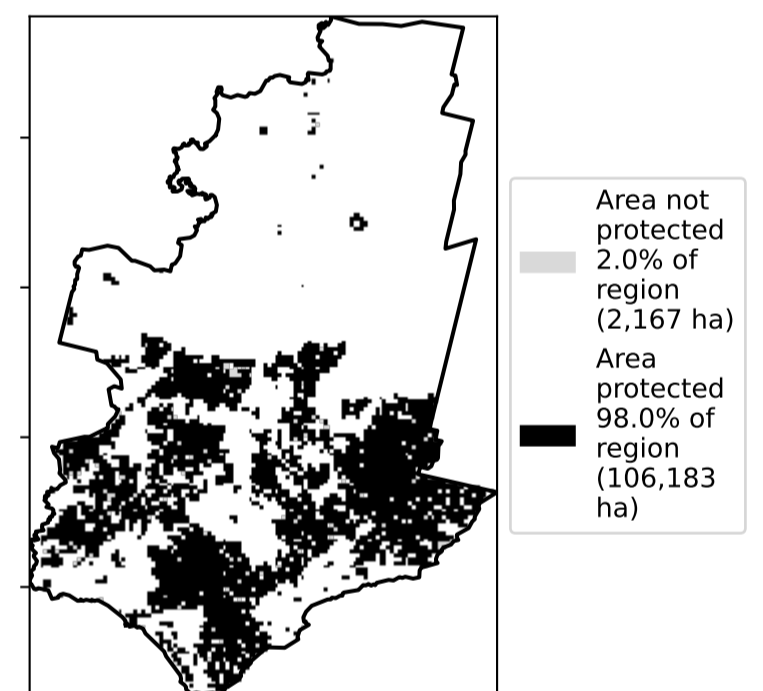 Area not
protected
2.0% of
region
(2,167 ha)
Area
protected
98.0% of
region
(106,183
ha)